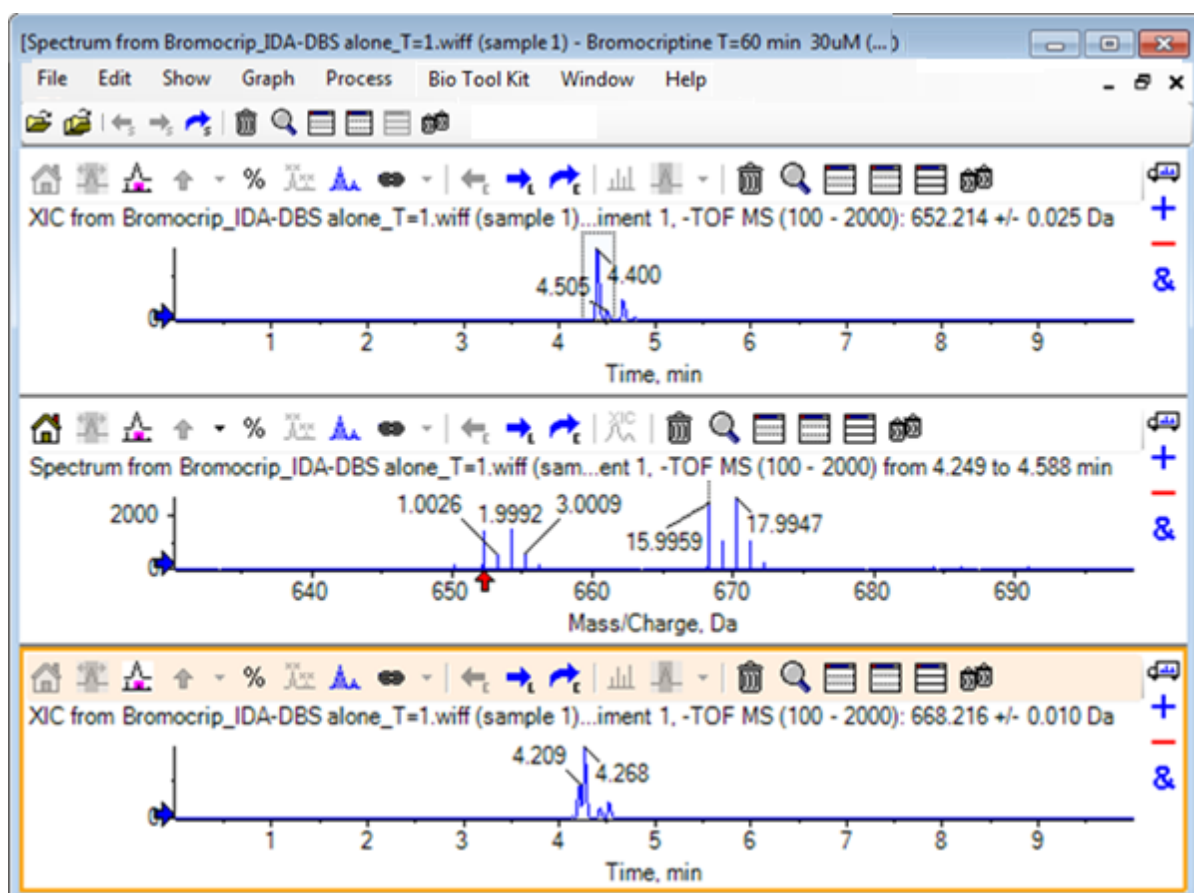 [Spectrum from Bromocrip_IDA-DBS alone_T=1.wiff (sample 1) - Bromocriptine T=60 min 30uM (...)
File Edit Show Graph Process Bio Tool Kit Window Help
%
XIC from Bromocrip_IDA-DBS alone_T=1.wiff (sample 1)...iment 1, -TOF MS (100 - 2000): 652.214 +/- 0.025 Da
&
4.505 4.400
0
1 2 3 4 5 6 7 8 9
Time, min
% XIC
Spectrum from Bromocrip_IDA-DBS alone_T=1.wiff (sam...ent 1, -TOF MS (100 - 2000) from 4.249 to 4.588 min
&
2000 1.0026 1.9992 3.0009 15.9959 17.9947
0
640 650 660 670 680 690
Mass/Charge, Da
%
XIC from Bromocrip_IDA-DBS alone_T=1.wiff (sample 1)...iment 1, -TOF MS (100 - 2000): 668.216 +/- 0.010 Da
&
4.209 4.268
0
1 2 3 4 5 6 7 8 9
Time, min